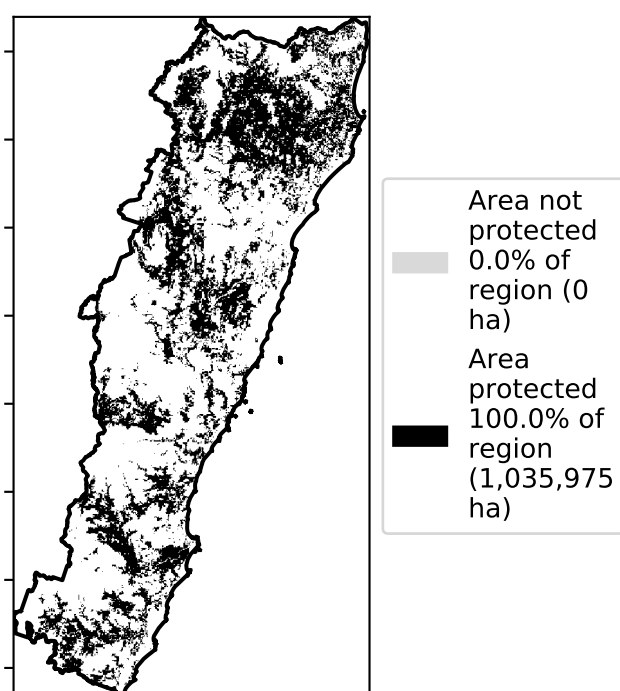 Area not
protected
0.0% of
region (0
ha)
Area
protected
100.0% of
region
(1,035,975
ha)